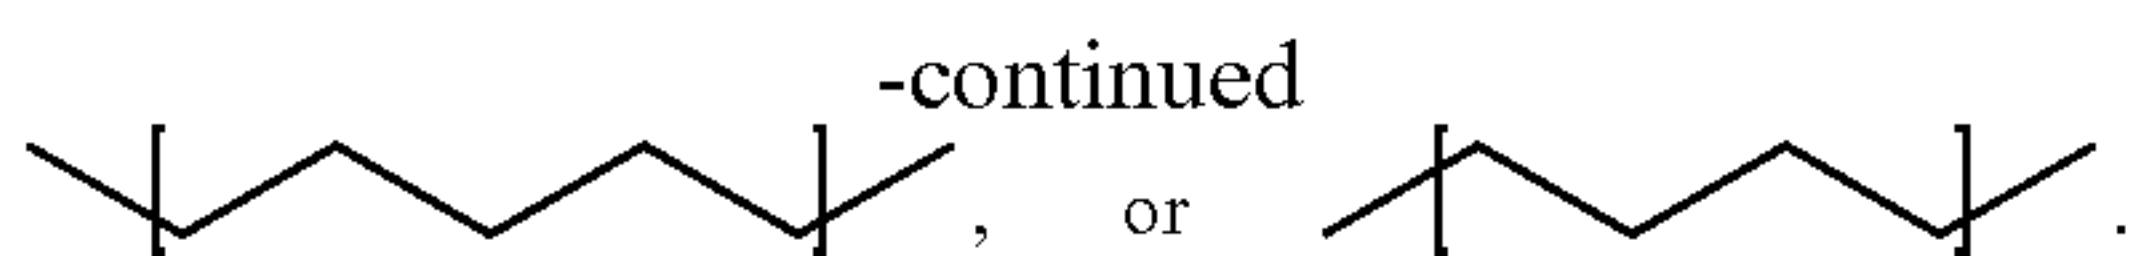 -continued
, or .